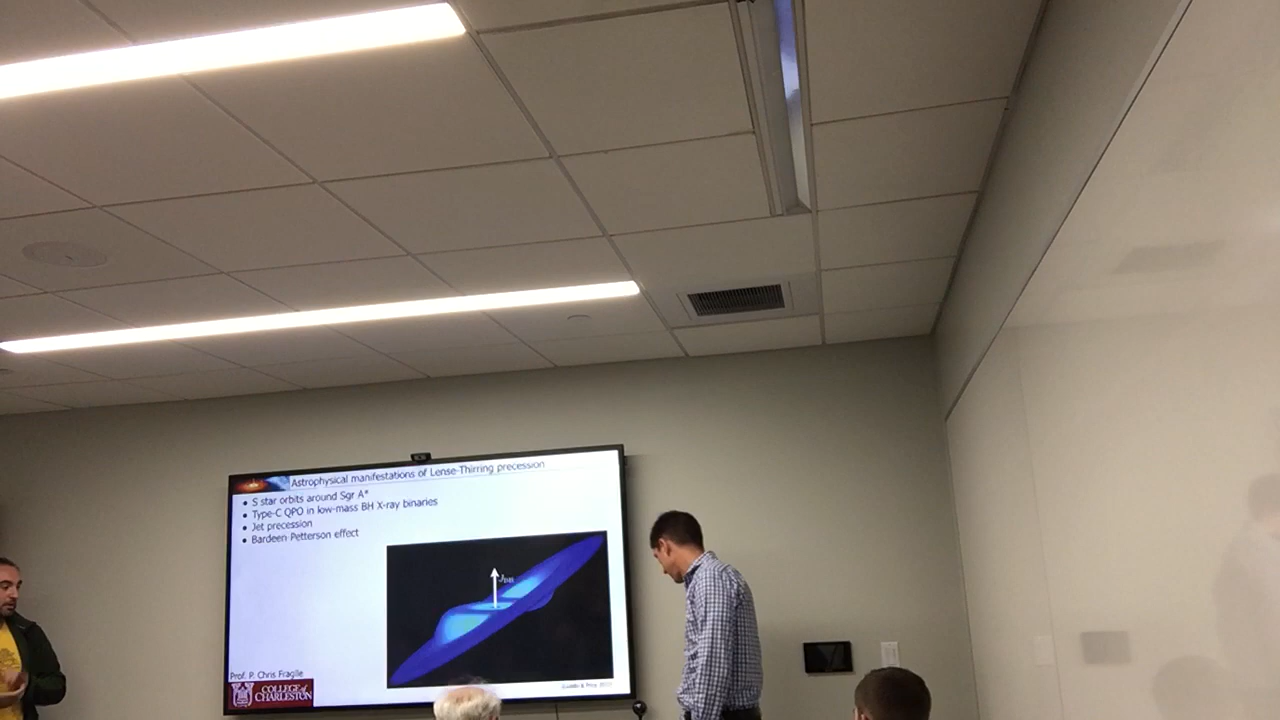 Astrophysical manifestations of Lense-Thirring precession
• S star orbits around Sgr A*
• Type-C QPO in low-mass BH X-ray binaries
• Jet precession
• Bardeen-Petterson effect
Prof. P. Chris Fragile
COLLEGE of
CHARLESTON